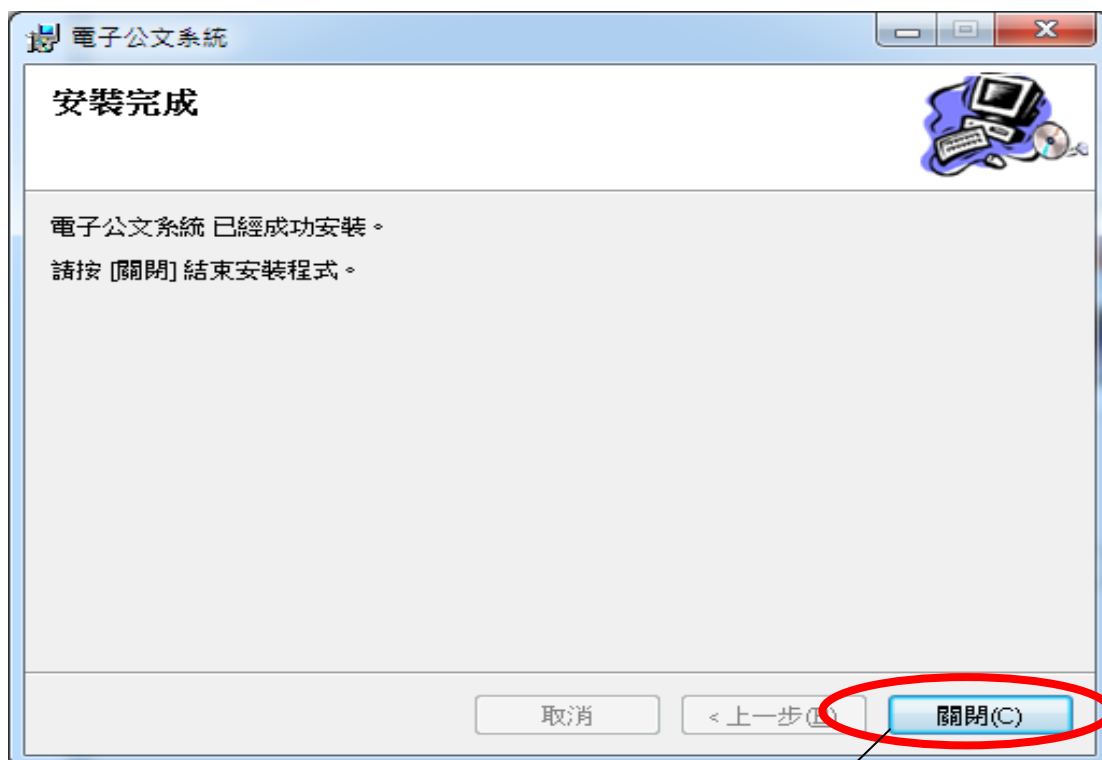 電子公文系統
安裝完成
電子公文系統 已經成功安裝。
請按 [關閉] 結束安裝程式。
取消
<上一步
關閉(C)